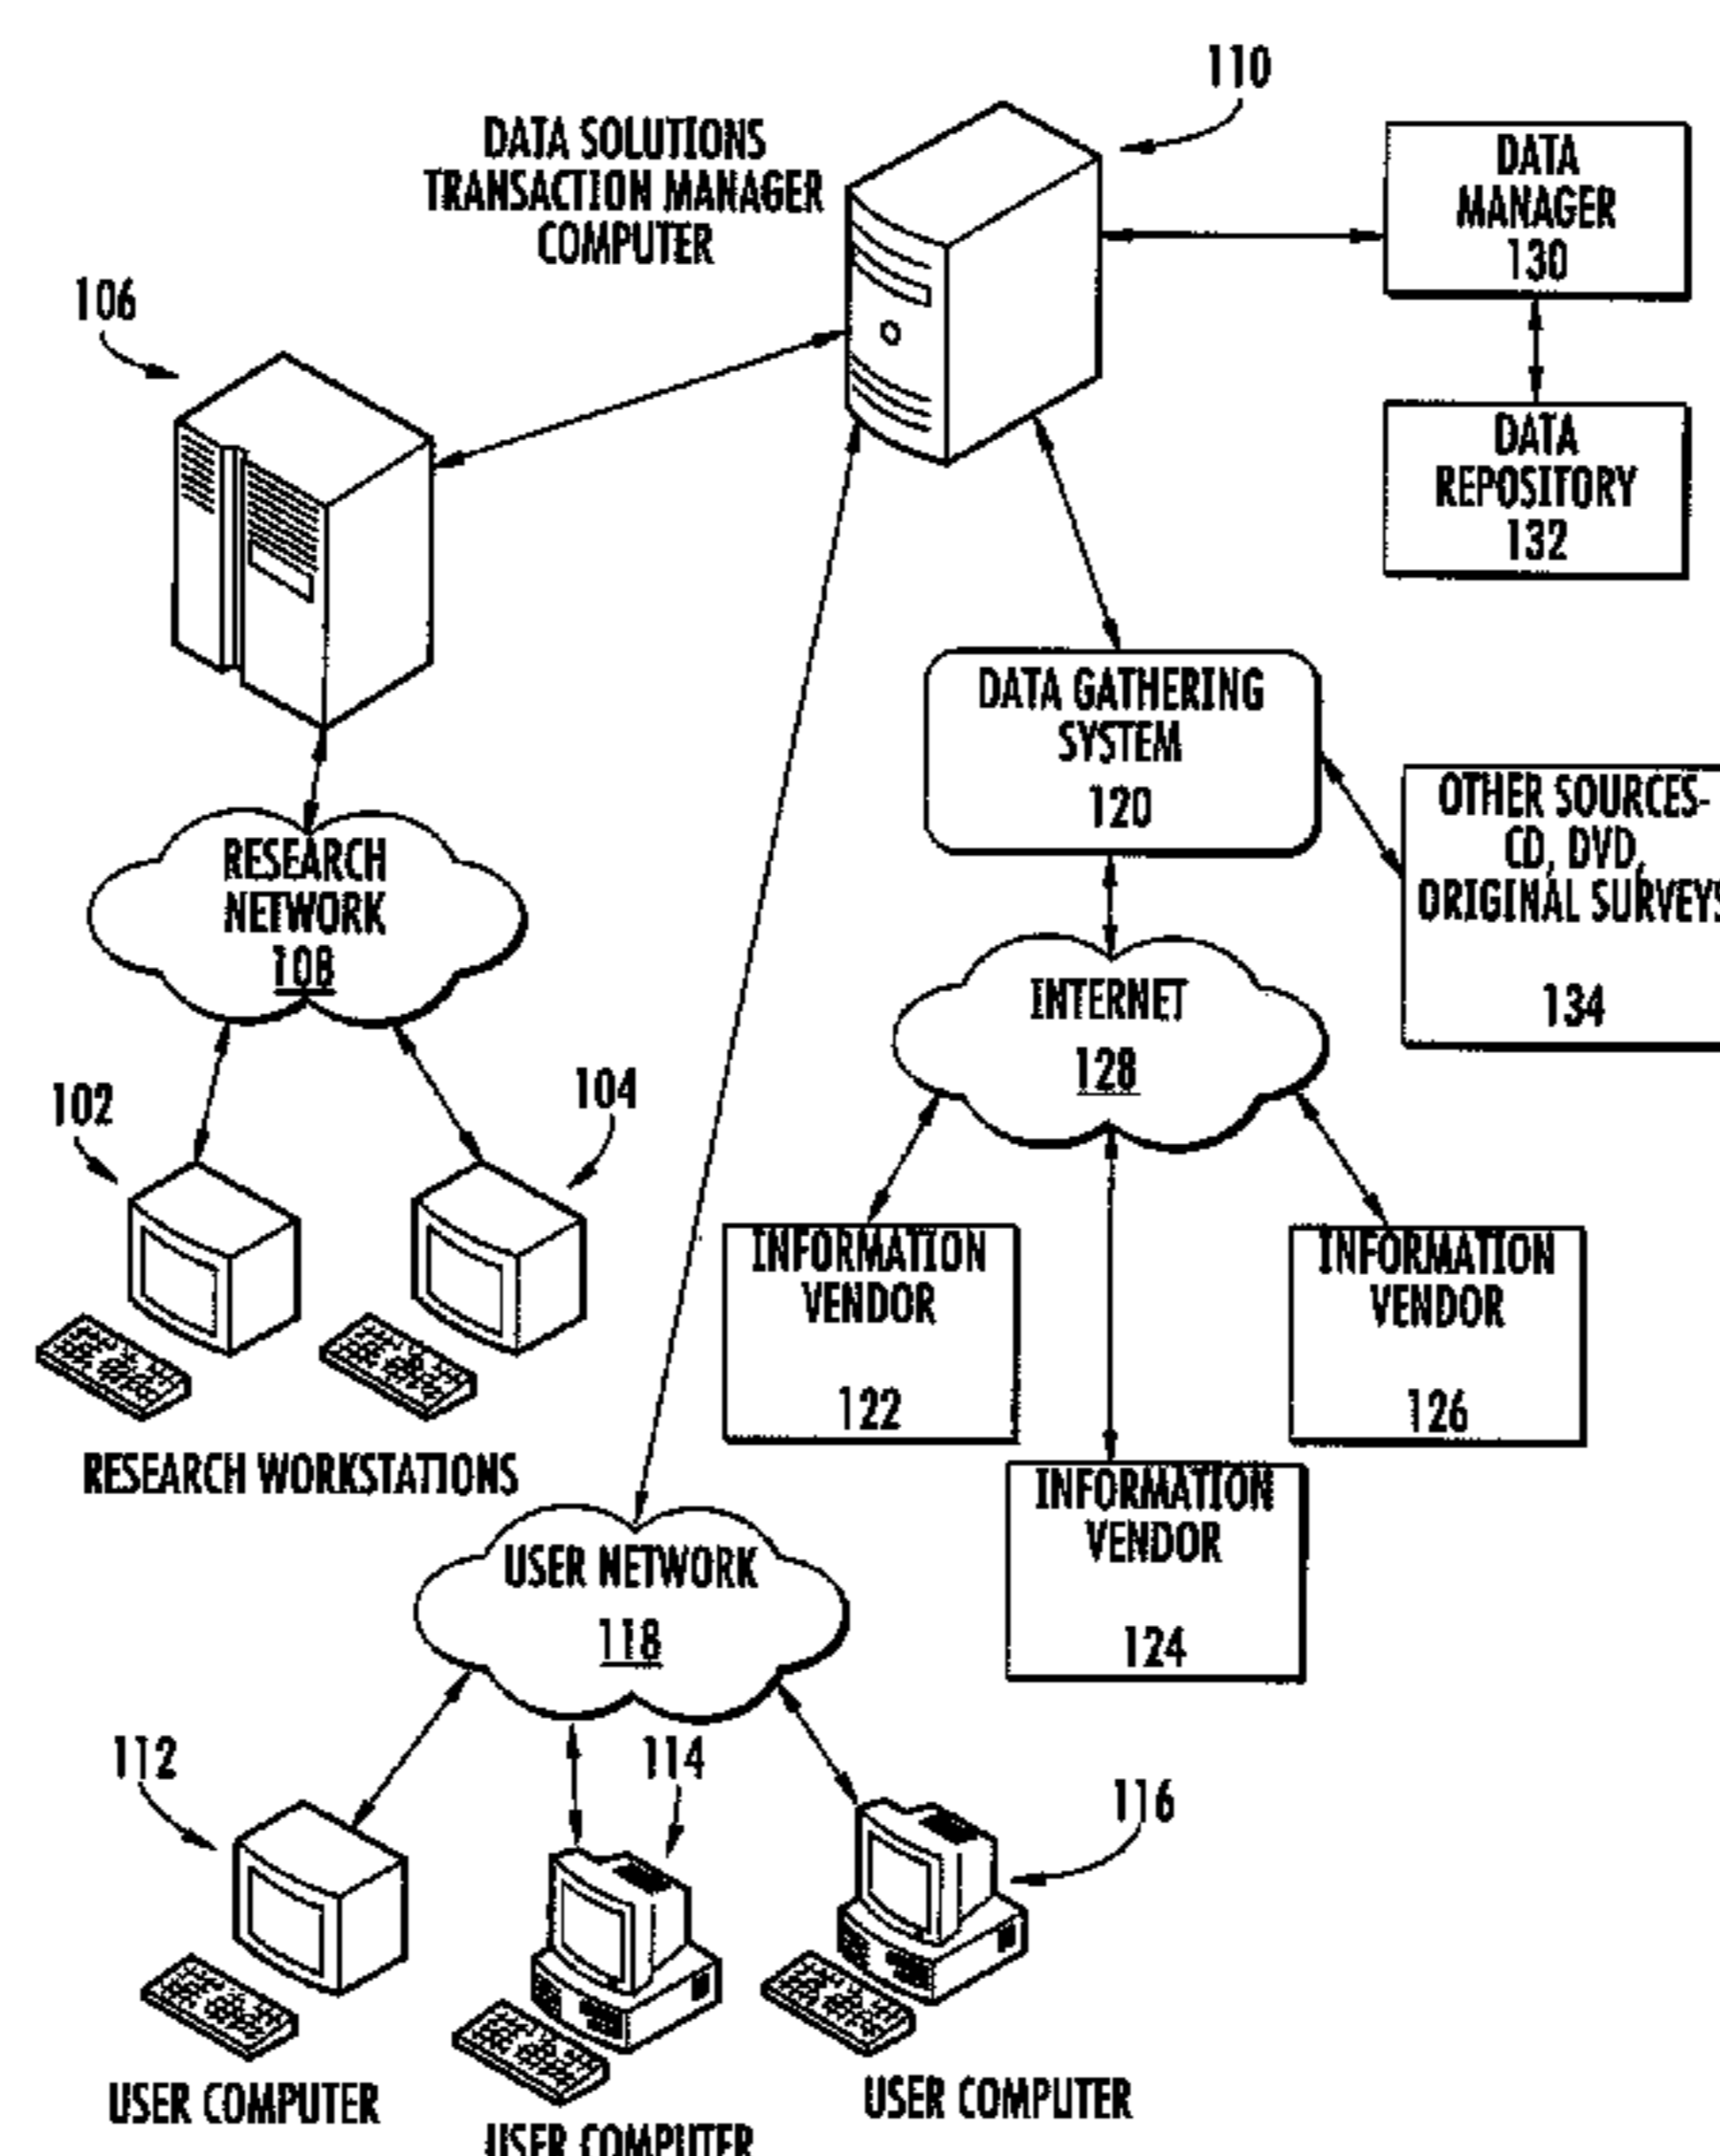 110
DATA SOLUTIONS
TRANSACTION MANAGER
COMPUTER
DATA
MANAGER
130
106
DATA
REPOSITORY
132
DATA GATHERING
SYSTEM
120
OTHER SOURCES-
CD, DVD,
ORIGINAL SURVEYS
134
RESEARCH
NETWORK
108
INTERNET
128
102
104
INFORMATION
VENDOR
122
INFORMATION
VENDOR
126
RESEARCH WORKSTATIONS
INFORMATION
VENDOR
124
USER NETWORK
118
112
114
116
USER COMPUTER
USER COMPUTER
USER COMPUTER